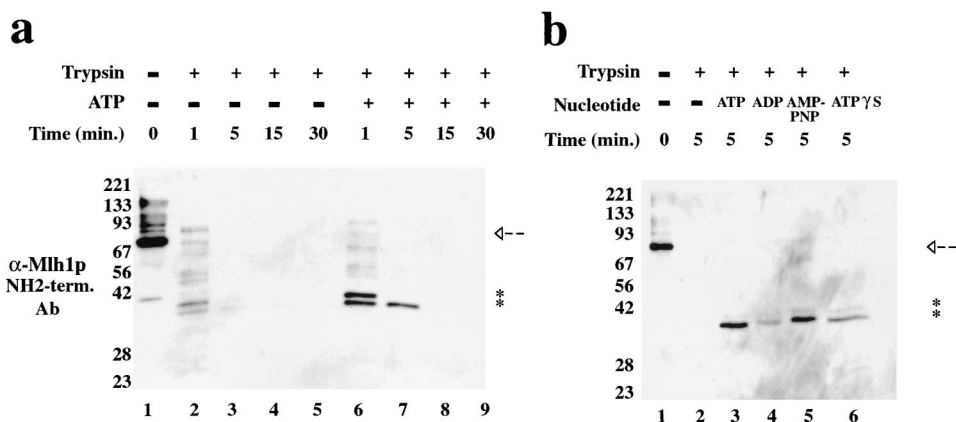 a
Trypsin - + + + + + + + +
ATP - - - - - + + + +
Time (min.) 0 1 5 15 30 1 5 15 30
221
133
93
67
56
42
28
23
α-Mlh1p
NH2-term.
Ab
*
*
1 2 3 4 5 6 7 8 9
b
Trypsin - + + + + +
Nucleotide - - ATP ADP AMP-PNP ATPγS
Time (min.) 0 5 5 5 5 5
221
133
93
67
56
42
28
23
*
*
1 2 3 4 5 6